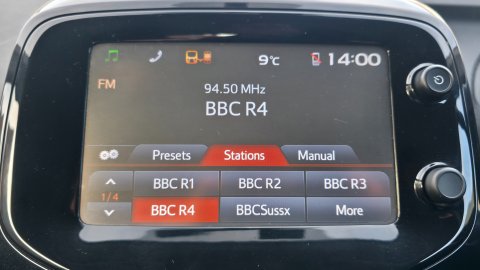 9°C 14:00
FM
94.50 MHz
BBC R4
Presets Stations Manual
BBC R1 BBC R2 BBC R3
1/4
BBC R4 BBCSussx More